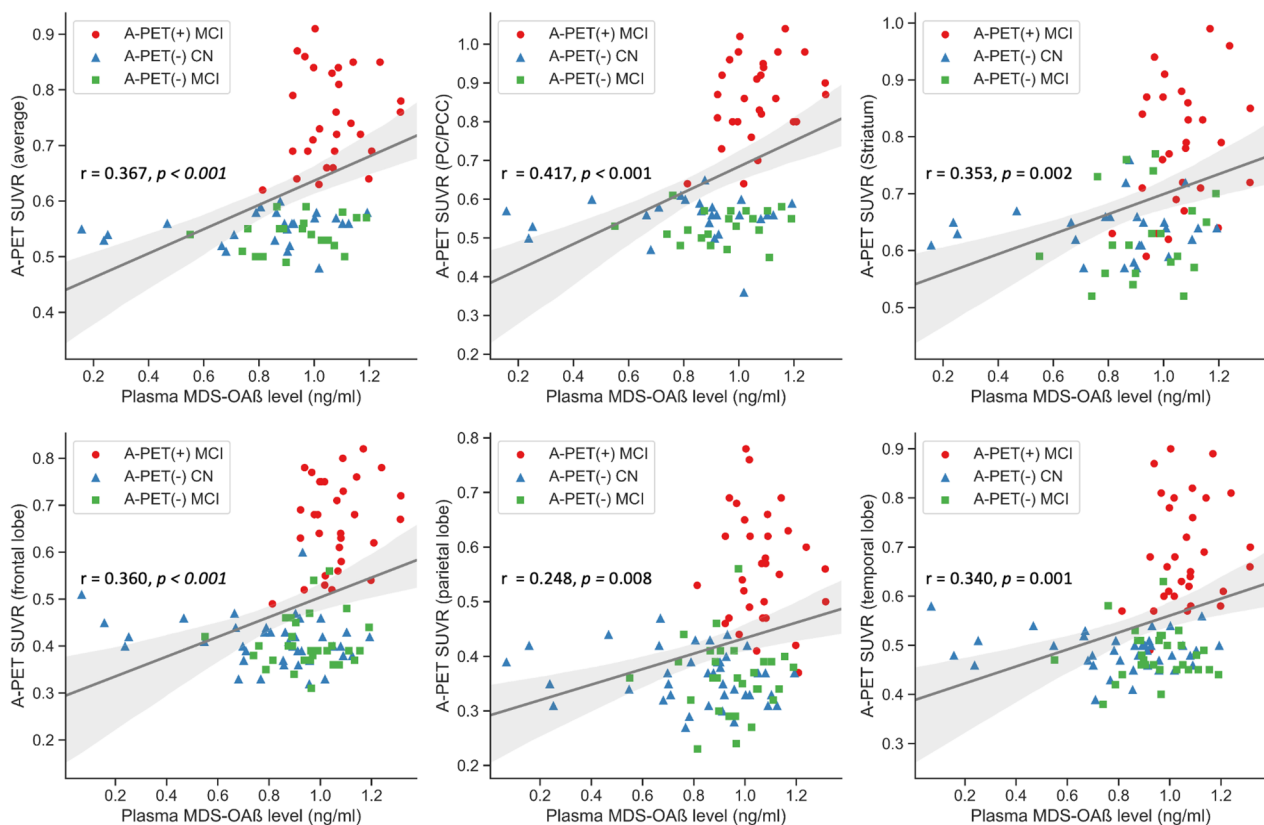 A-PET SUVR (average)
0.9
0.8
0.7
0.6
0.5
0.4
A-PET(+) MCI
A-PET(-) CN
A-PET(-) MCI
r = 0.367, p < 0.001
0.2 0.4 0.6 0.8 1.0 1.2
Plasma MDS-OAß level (ng/ml)
A-PET SUVR (PC/PCC)
1.0
0.9
0.8
0.7
0.6
0.5
0.4
0.3
0.2
A-PET(+) MCI
A-PET(-) CN
A-PET(-) MCI
r = 0.417, p < 0.001
0.2 0.4 0.6 0.8 1.0 1.2
Plasma MDS-OAß level (ng/ml)
A-PET SUVR (Striatum)
1.0
0.9
0.8
0.7
0.6
0.5
A-PET(+) MCI
A-PET(-) CN
A-PET(-) MCI
r = 0.353, p = 0.002
0.2 0.4 0.6 0.8 1.0 1.2
Plasma MDS-OAß level (ng/ml)
A-PET SUVR (frontal lobe)
0.8
0.7
0.6
0.5
0.4
0.3
0.2
A-PET(+) MCI
A-PET(-) CN
A-PET(-) MCI
r = 0.360, p < 0.001
0.2 0.4 0.6 0.8 1.0 1.2
Plasma MDS-OAß level (ng/ml)
A-PET SUVR (parietal lobe)
0.8
0.7
0.6
0.5
0.4
0.3
0.2
A-PET(+) MCI
A-PET(-) CN
A-PET(-) MCI
r = 0.248, p = 0.008
0.2 0.4 0.6 0.8 1.0 1.2
Plasma MDS-OAß level (ng/ml)
A-PET SUVR (temporal lobe)
0.9
0.8
0.7
0.6
0.5
0.4
0.3
A-PET(+) MCI
A-PET(-) CN
A-PET(-) MCI
r = 0.340, p = 0.001
0.2 0.4 0.6 0.8 1.0 1.2
Plasma MDS-OAß level (ng/ml)